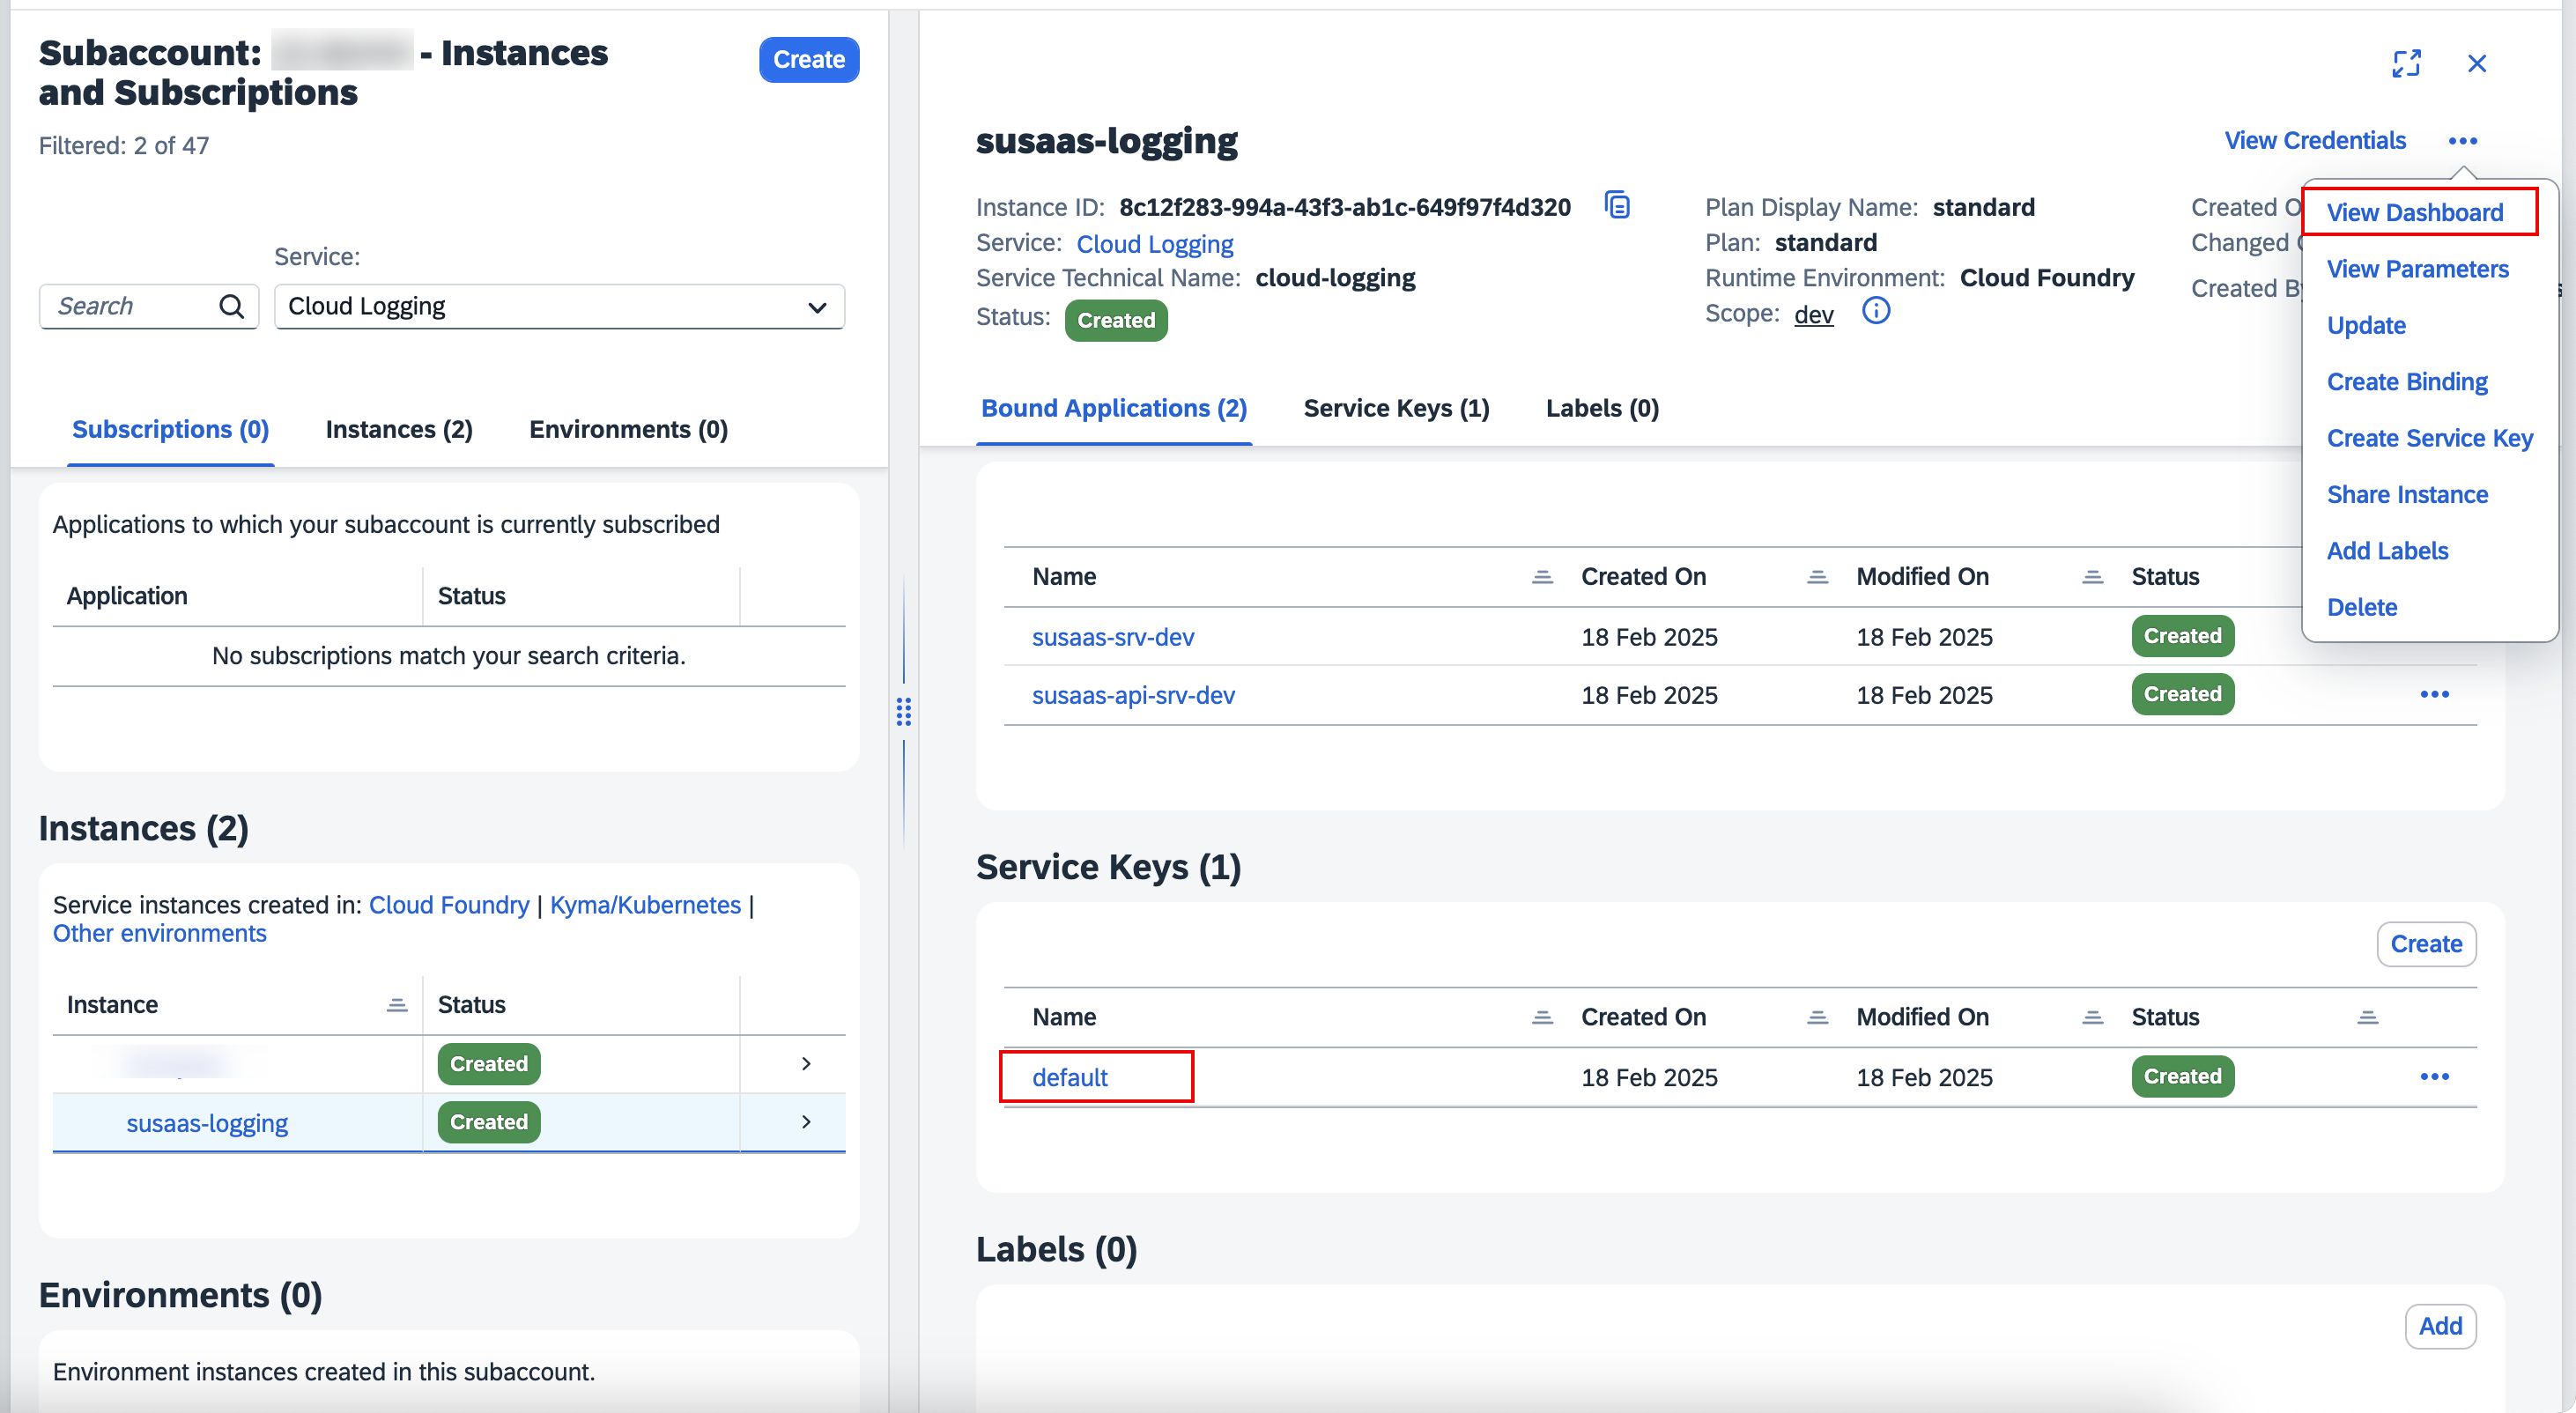 Subaccount: - Instances
and Subscriptions
Create
Filtered: 2 of 47
Service:
Search
Cloud Logging
Subscriptions (0)
Instances (2)
Environments (0)
Applications to which your subaccount is currently subscribed
Application
Status
No subscriptions match your search criteria.
Instances (2)
Service instances created in: Cloud Foundry | Kyma/Kubernetes |
Other environments
Instance
Status
Created
susaas-logging
Created
Environments (0)
Environment instances created in this subaccount.
susaas-logging
View Credentials
Instance ID: 8c12f283-994a-43f3-ab1c-649f97f4d320
Service: Cloud Logging
Service Technical Name: cloud-logging
Status: Created
Plan Display Name: standard
Plan: standard
Runtime Environment: Cloud Foundry
Scope: dev
Created
Changed
Created
View Dashboard
View Parameters
Update
Create Binding
Create Service Key
Share Instance
Add Labels
Delete
Bound Applications (2)
Service Keys (1)
Labels (0)
Name
Created On
Modified On
Status
susaas-srv-dev
18 Feb 2025
18 Feb 2025
Created
susaas-api-srv-dev
18 Feb 2025
18 Feb 2025
Created
Service Keys (1)
Create
Name
Created On
Modified On
Status
default
18 Feb 2025
18 Feb 2025
Created
Labels (0)
Add